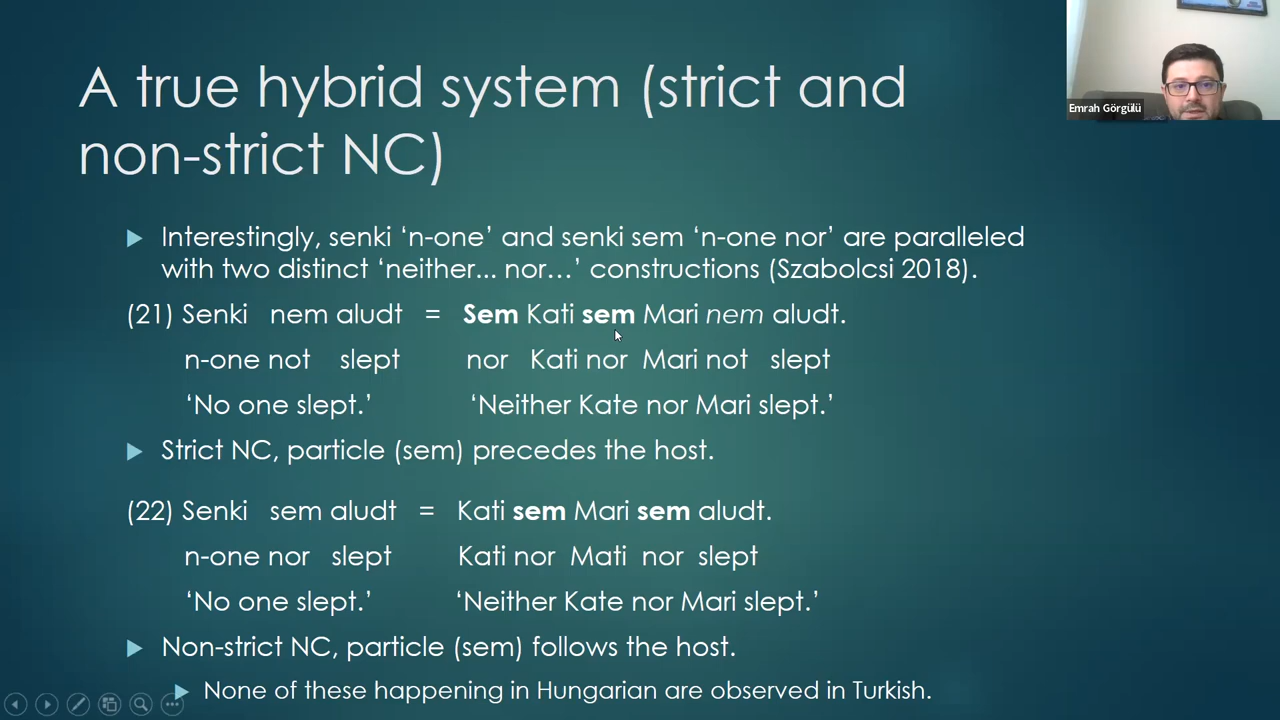 A true hybrid system (strict and
non-strict NC)
Emrah Görgülü
Interestingly, senki ‘n-one’ and senki sem ‘n-one nor’ are paralleled
with two distinct ‘neither... nor…’ constructions (Szabolcsi 2018).
(21) Senki nem aludt = Sem Kati sem Mari nem aludt.
n-one not slept nor Kati nor Mari not slept
‘No one slept.’ ‘Neither Kate nor Mari slept.’
Strict NC, particle (sem) precedes the host.
(22) Senki sem aludt = Kati sem Mari sem aludt.
n-one nor slept Kati nor Mati nor slept
‘No one slept.’ ‘Neither Kate nor Mari slept.’
Non-strict NC, particle (sem) follows the host.
None of these happening in Hungarian are observed in Turkish.